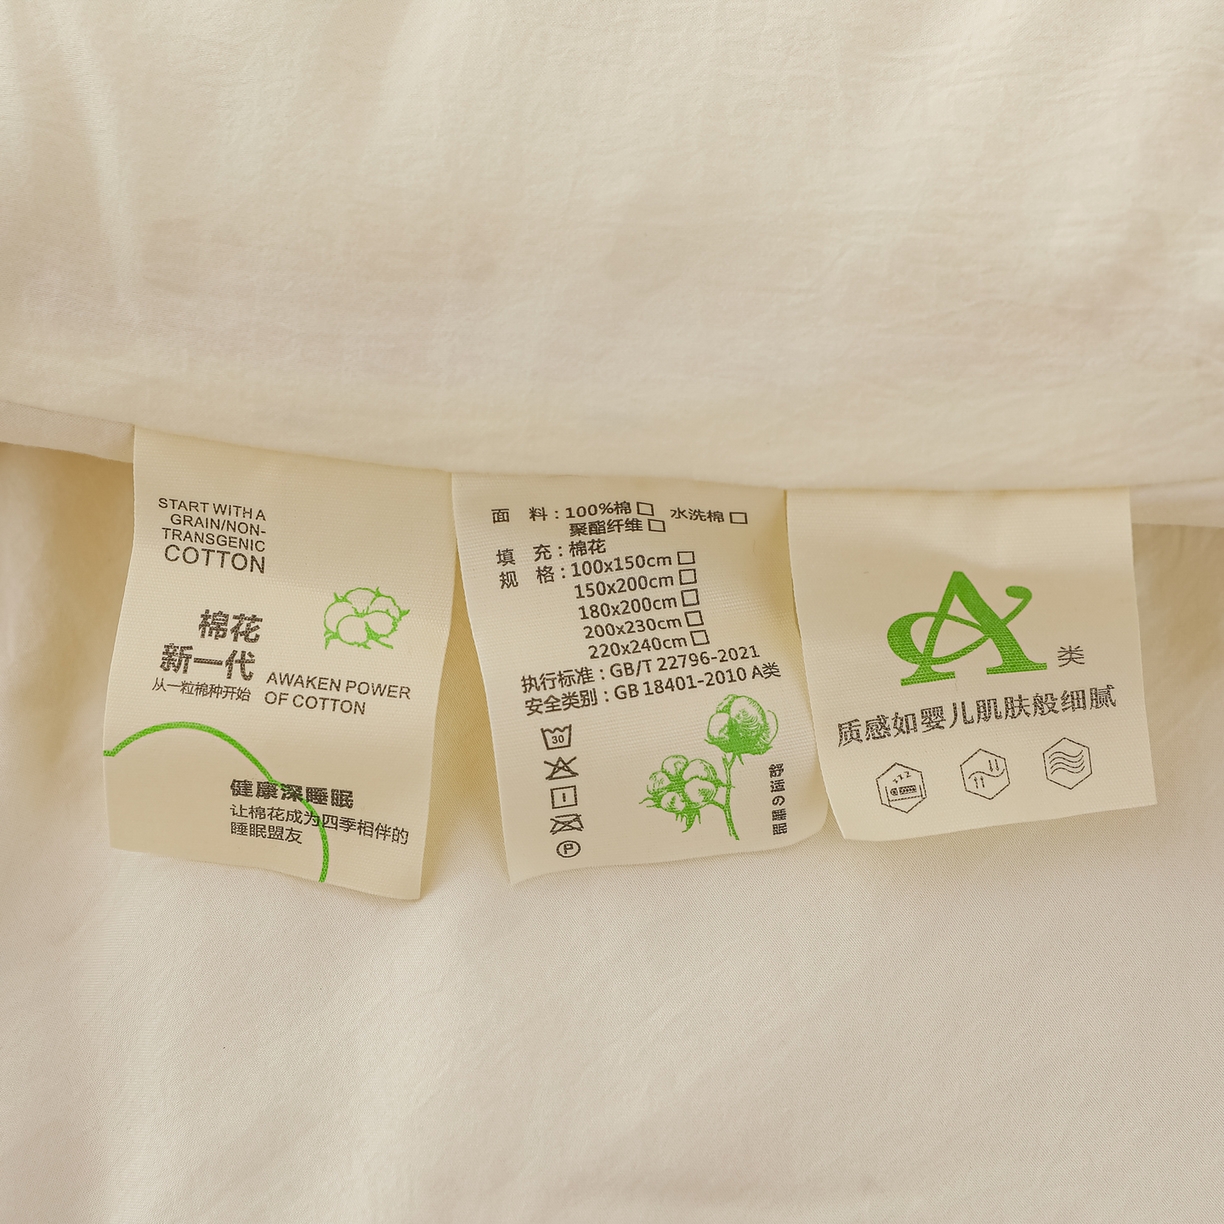 START WITH A
GRAIN/NON-
TRANSGENIC
COTTON
棉花
新一代
从一粒棉种开始
AWAKEN POWER
OF COTTON
健康深睡眠
让棉花成为四季相伴的
睡眠盟友
面 料：100%棉□ 水洗棉□
聚酯纤维□
填 充：棉花
规 格：100x150cm□
150x200cm□
180x200cm□
200x230cm□
220x240cm□
执行标准：GB/T 22796-2021
安全类别：GB 18401-2010 A类
30
P
舒适の睡眠
A类
质感如婴儿肌肤般细腻
zzz